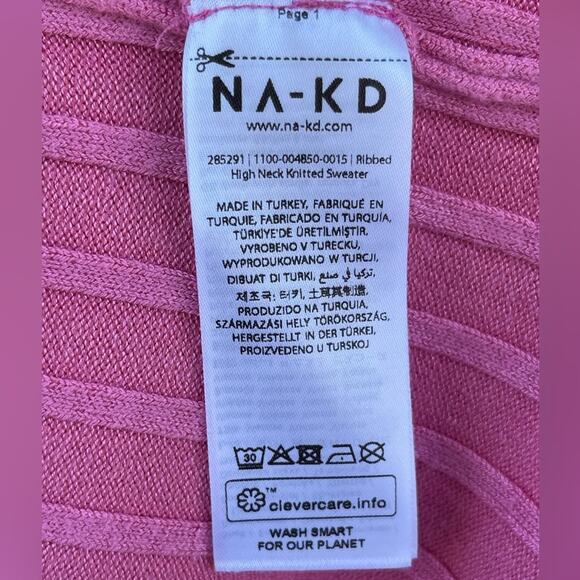 Page 1
NA-KD
www.na-kd.com
285291 | 1100-004850-0015 | Ribbed
High Neck Knitted Sweater
MADE IN TURKEY, FABRIQUÉ EN
TURQUIE, FABRICADO EN TURQUÍA,
TÜRKİYE'DE ÜRETİLMİŞTİR,
VYROBENO V TURECKU,
WYPRODUKOWANO W TURCJI,
DIBUAT DI TURKI, تركيا في صنع,
제조국: 터키, 土耳其制造,
PRODUZIDO NA TURQUIA,
SZÁRMAZÁSI HELY TÖRÖKORSZÁG,
HERGESTELLT IN DER TÜRKEI,
PROIZVEDENO U TURSKOJ
30
™
clevercare.info
WASH SMART
FOR OUR PLANET